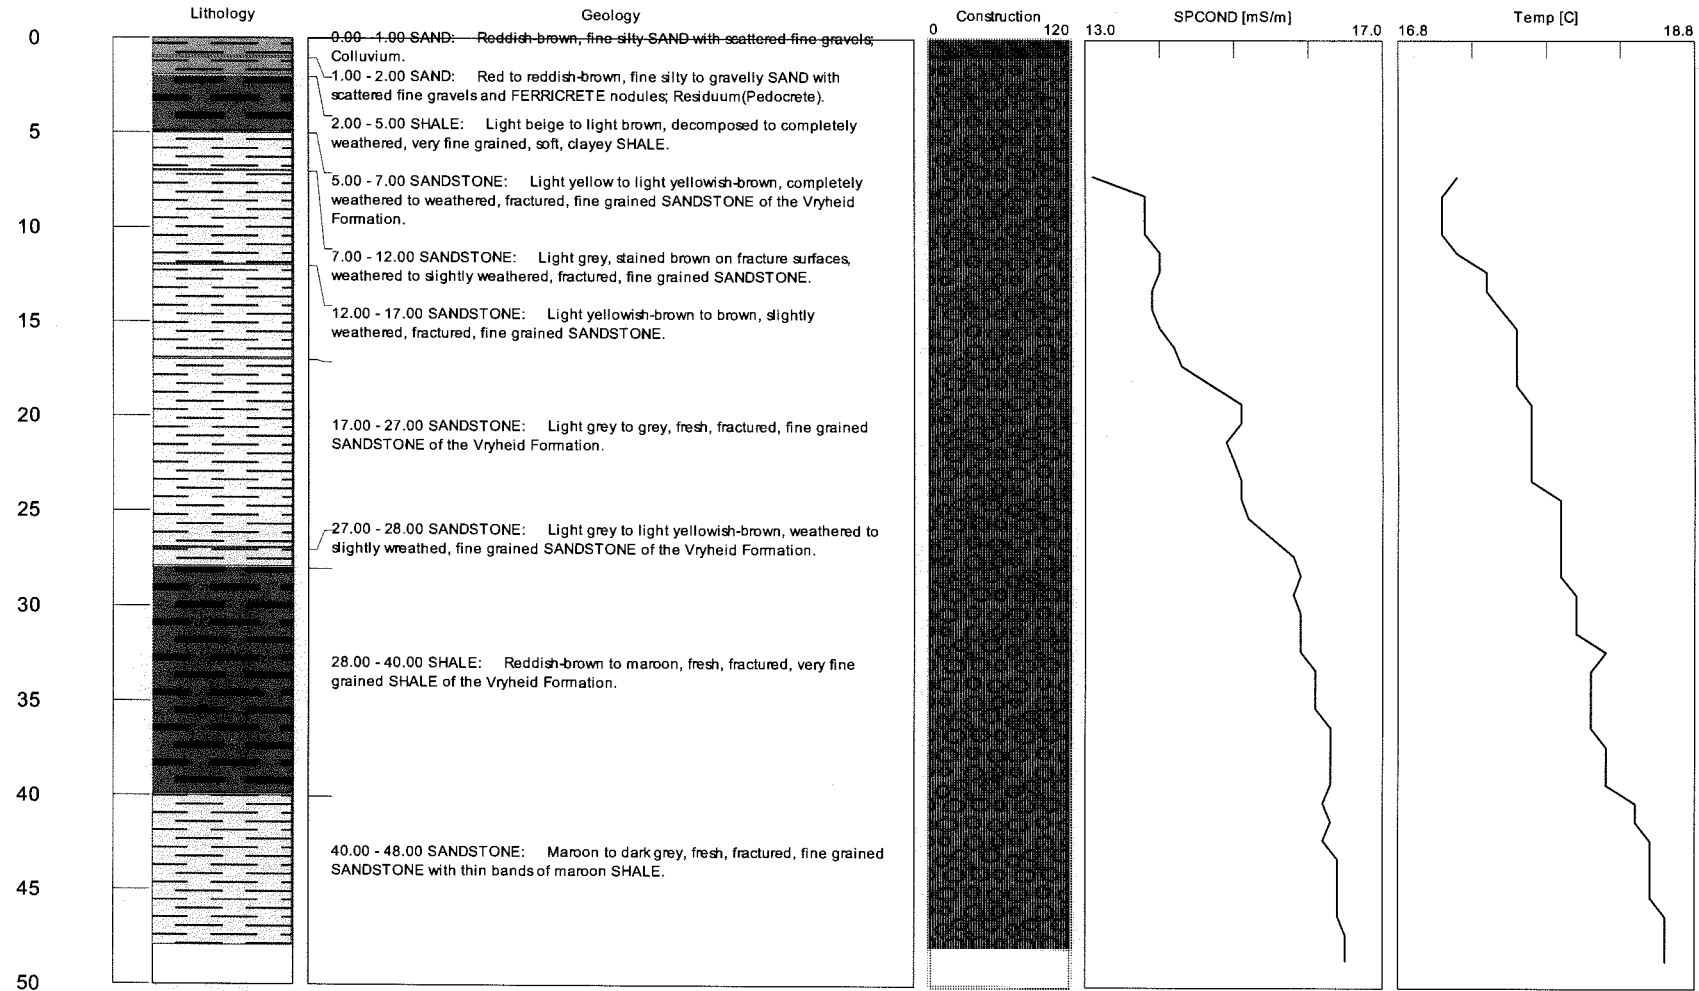 Lithology
Geology
Construction
SPCOND [mS/m]
Temp [C]
0 120
13.0 17.0
16.8 18.8
0
5
10
15
20
25
30
35
40
45
50
0.00 - 1.00 SAND: Reddish-brown, fine silty SAND with scattered fine gravels;
Colluvium.
1.00 - 2.00 SAND: Red to reddish-brown, fine silty to gravelly SAND with
scattered fine gravels and FERRICRETE nodules; Residuum(Pedocrete).
2.00 - 5.00 SHALE: Light beige to light brown, decomposed to completely
weathered, very fine grained, soft, clayey SHALE.
5.00 - 7.00 SANDSTONE: Light yellow to light yellowish-brown, completely
weathered to weathered, fractured, fine grained SANDSTONE of the Vryheid
Formation.
7.00 - 12.00 SANDSTONE: Light grey, stained brown on fracture surfaces,
weathered to slightly weathered, fractured, fine grained SANDSTONE.
12.00 - 17.00 SANDSTONE: Light yellowish-brown to brown, slightly
weathered, fractured, fine grained SANDSTONE.
17.00 - 27.00 SANDSTONE: Light grey to grey, fresh, fractured, fine grained
SANDSTONE of the Vryheid Formation.
27.00 - 28.00 SANDSTONE: Light grey to light yellowish-brown, weathered to
slightly wreathed, fine grained SANDSTONE of the Vryheid Formation.
28.00 - 40.00 SHALE: Reddish-brown to maroon, fresh, fractured, very fine
grained SHALE of the Vryheid Formation.
40.00 - 48.00 SANDSTONE: Maroon to dark grey, fresh, fractured, fine grained
SANDSTONE with thin bands of maroon SHALE.